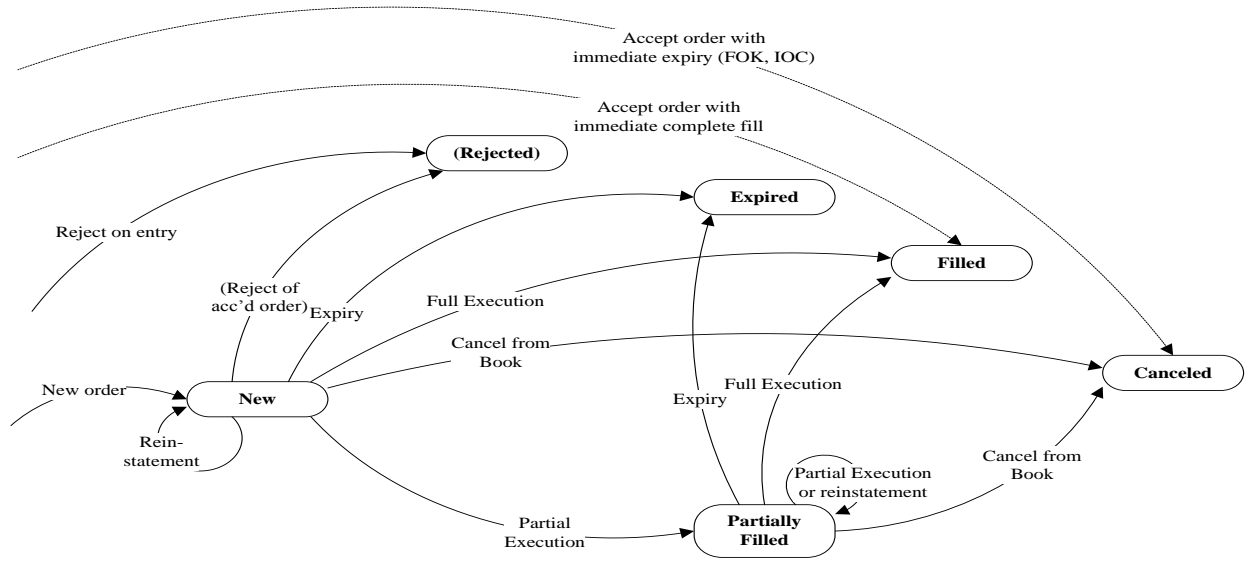 Accept order with
immediate expiry (FOK, IOC)
Accept order with
immediate complete fill
(Rejected)
Expired
Reject on entry
Filled
(Reject of
acc'd order)
Expiry
Full Execution
Cancel from
Book
Canceled
New order
New
Full Execution
Expiry
Rein-
statement
Cancel from
Book
Partial Execution
or reinstatement
Partial
Execution
Partially
Filled